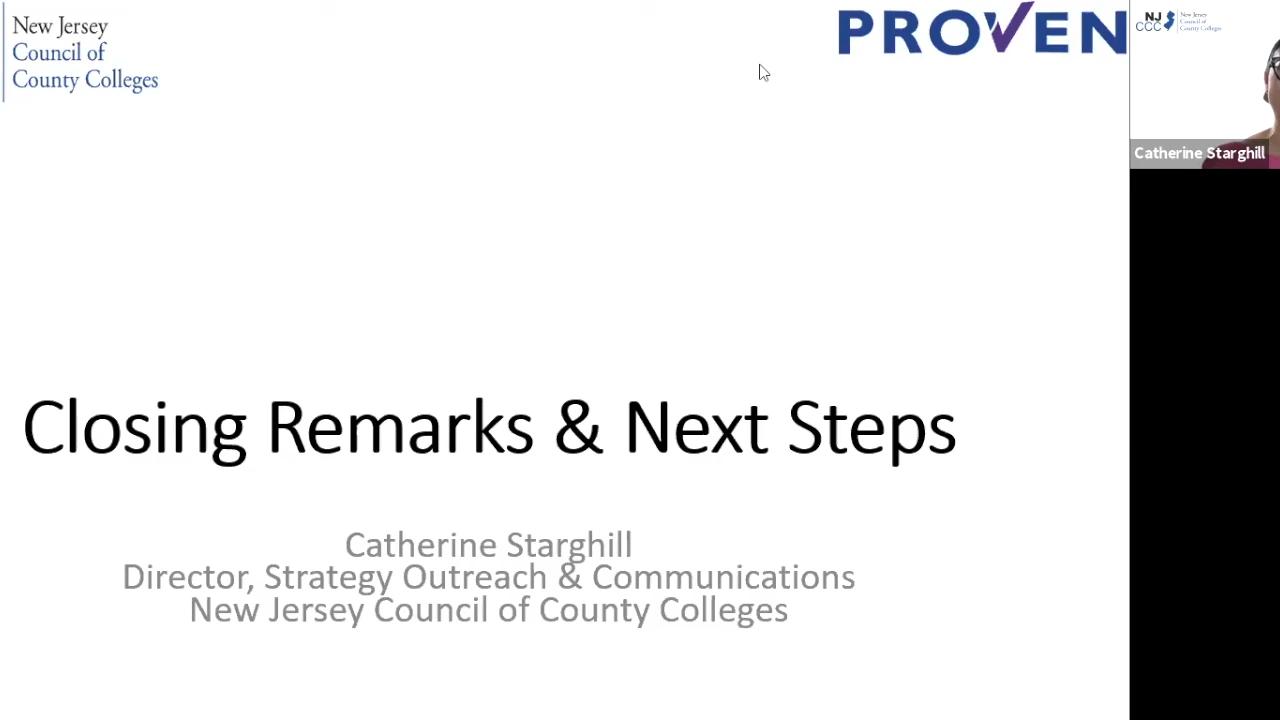 New Jersey
Council of
County Colleges
PROVEN
NJ
CCC
New Jersey
Council of
County Colleges
Catherine Starghill
Closing Remarks & Next Steps
Catherine Starghill
Director, Strategy Outreach & Communications
New Jersey Council of County Colleges